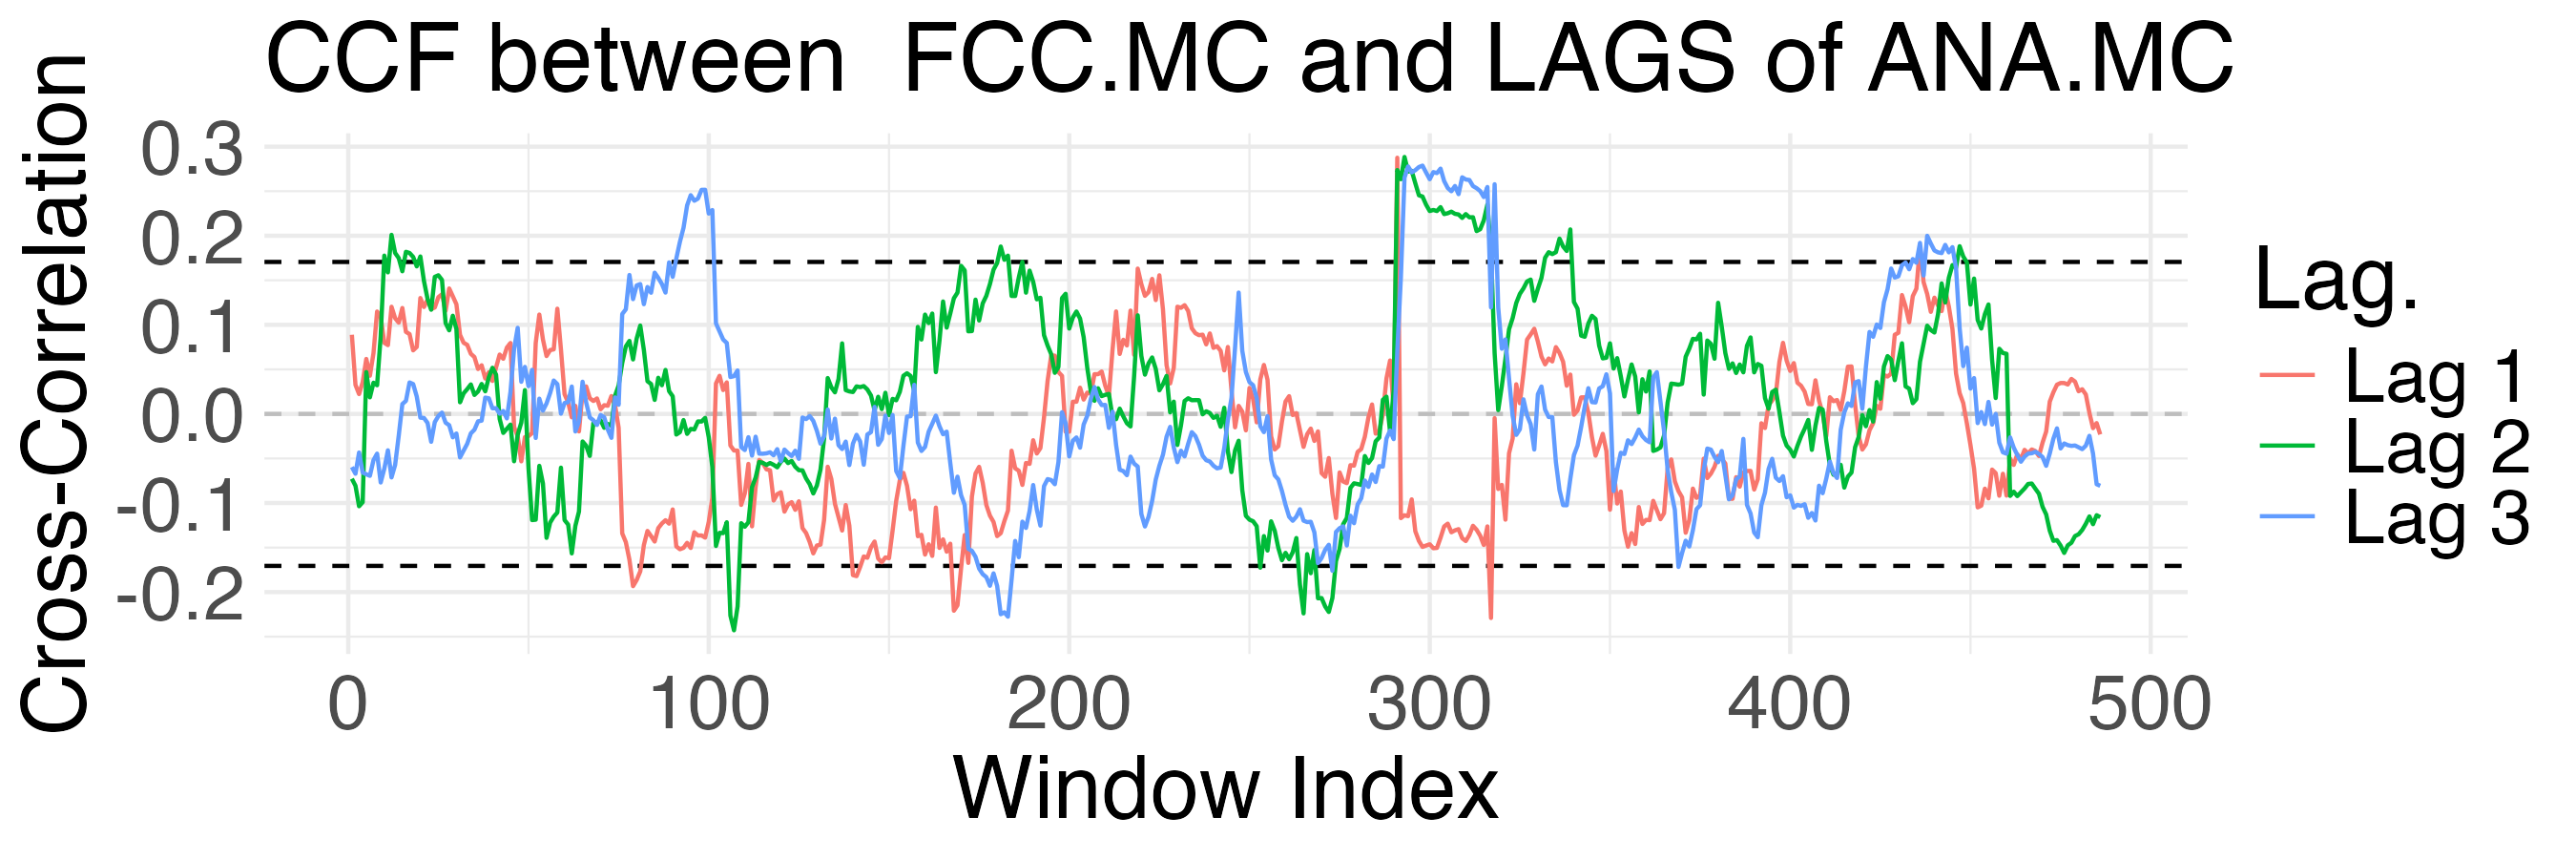 CCF between  FCC.MC and LAGS of ANA.MC
Cross-Correlation
0.3
0.2
0.1
0.0
-0.1
-0.2
0 100 200 300 400 500
Window Index
Lag.
Lag 1
Lag 2
Lag 3